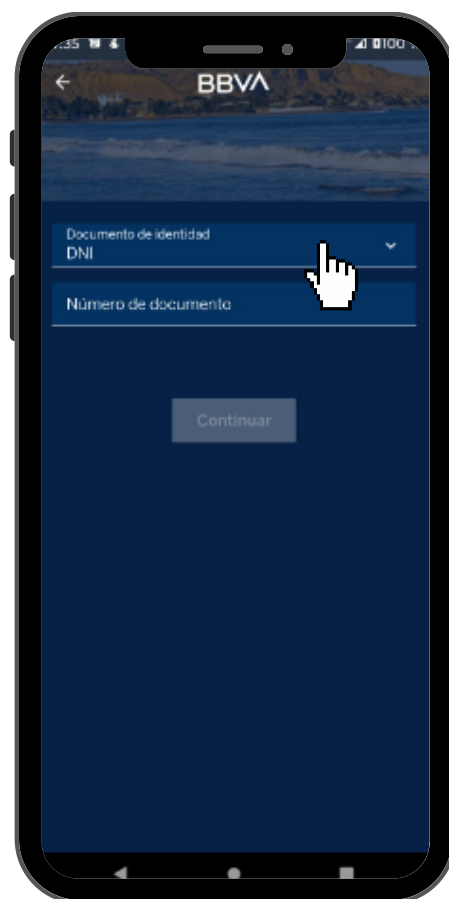 BBVA
Documento de identidad
DNI
Número de documento
Continuar